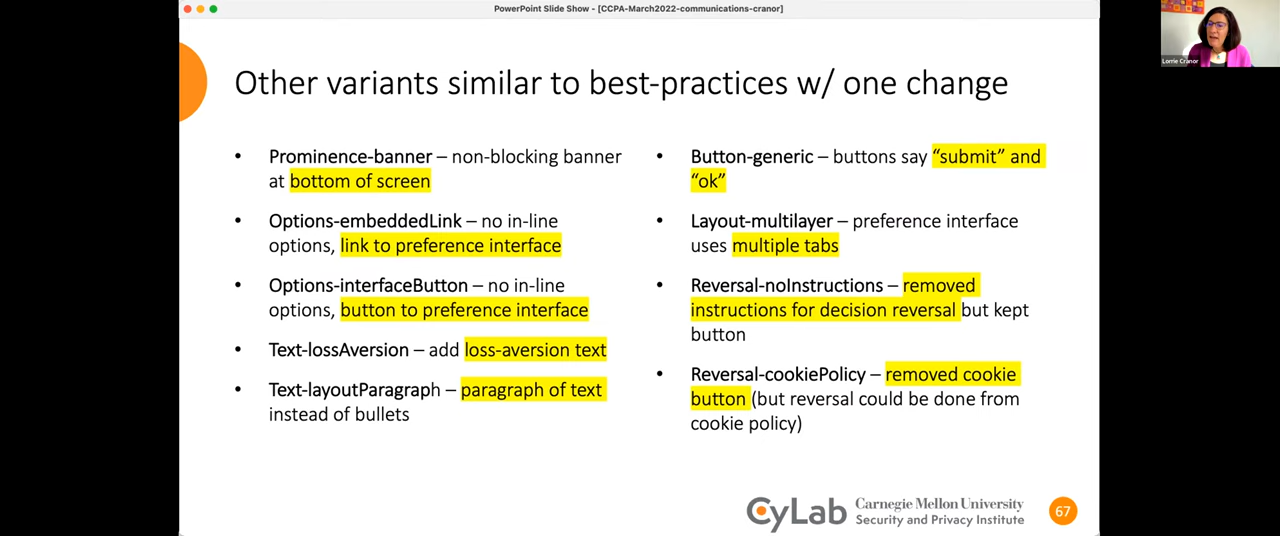 PowerPoint Slide Show - [CCPA-March2022-communications-cranor]
Lorrie Cranor
Other variants similar to best-practices w/ one change
• Prominence-banner – non-blocking banner
at bottom of screen
• Options-embeddedLink – no in-line
options, link to preference interface
• Options-interfaceButton – no in-line
options, button to preference interface
• Text-lossAversion – add loss-aversion text
• Text-layoutParagraph – paragraph of text
instead of bullets
• Button-generic – buttons say “submit” and
“ok”
• Layout-multilayer – preference interface
uses multiple tabs
• Reversal-noInstructions – removed
instructions for decision reversal but kept
button
• Reversal-cookiePolicy – removed cookie
button (but reversal could be done from
cookie policy)
CyLab
Carnegie Mellon University
Security and Privacy Institute
67